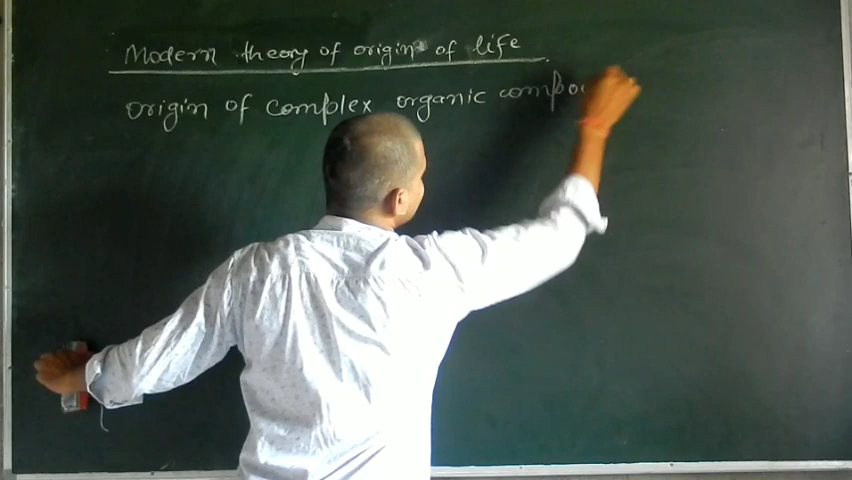 Modern theory of origin of life
origin of complex organic compo